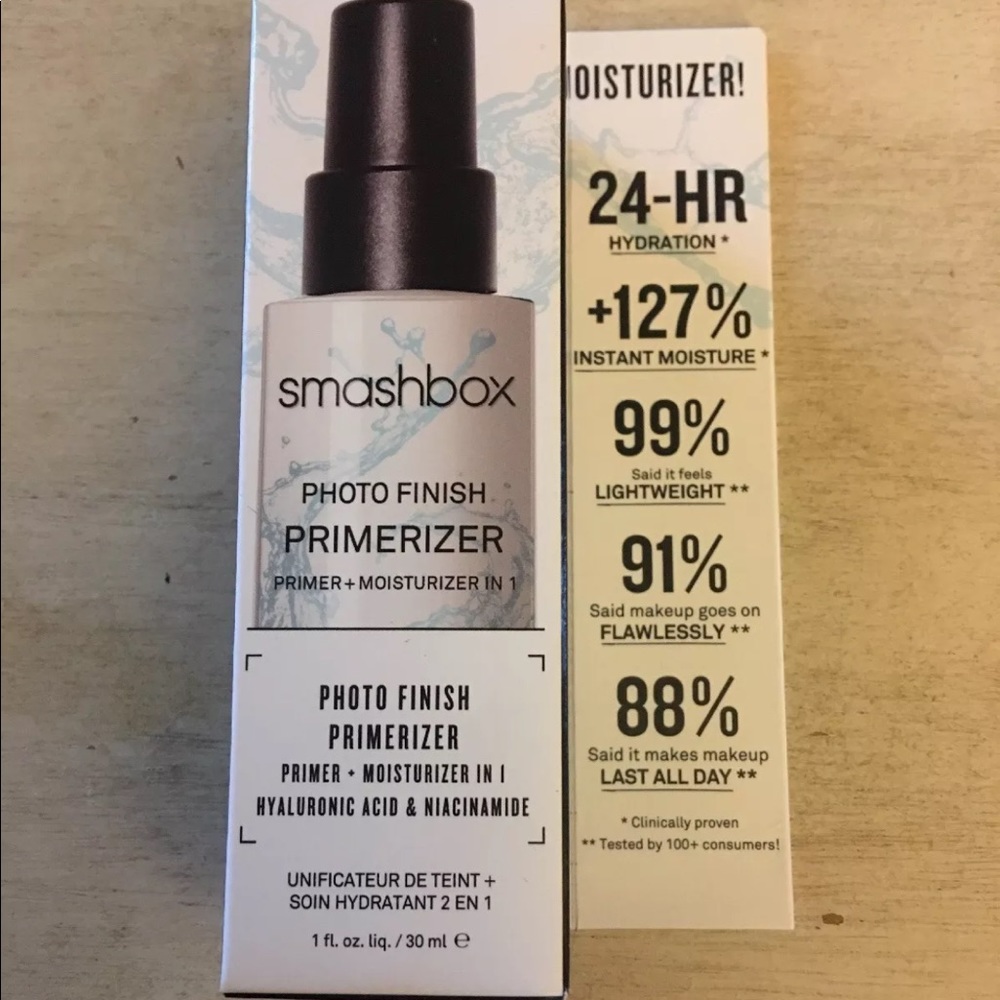 smashbox
PHOTO FINISH
PRIMERIZER
PRIMER+MOISTURIZER IN 1
PHOTO FINISH
PRIMERIZER
PRIMER + MOISTURIZER IN 1
HYALURONIC ACID & NIACINAMIDE
UNIFICATEUR DE TEINT +
SOIN HYDRATANT 2 EN 1
1 fl. oz. liq. / 30 ml ℮
MOISTURIZER!
24-HR
HYDRATION *
+127%
INSTANT MOISTURE *
99%
Said it feels
LIGHTWEIGHT **
91%
Said makeup goes on
FLAWLESSLY **
88%
Said it makes makeup
LAST ALL DAY **
* Clinically proven
** Tested by 100+ consumers!